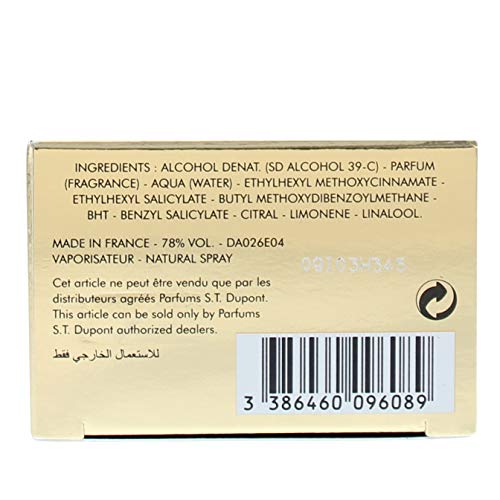 INGREDIENTS : ALCOHOL DENAT. (SD ALCOHOL 39-C) - PARFUM
(FRAGRANCE) - AQUA (WATER) - ETHYLHEXYL METHOXYCINNAMATE -
ETHYLHEXYL SALICYLATE - BUTYL METHOXYDIBENZOYLMETHANE -
BHT - BENZYL SALICYLATE - CITRAL - LIMONENE - LINALOOL.
MADE IN FRANCE - 78% VOL. - DA026E04
VAPORISATEUR - NATURAL SPRAY
Cet article ne peut être vendu que par les
distributeurs agréés Parfums S.T. Dupont.
This article can be sold only by Parfums
S.T. Dupont authorized dealers.
للاستعمال الخارجي فقط
3 386460 096089